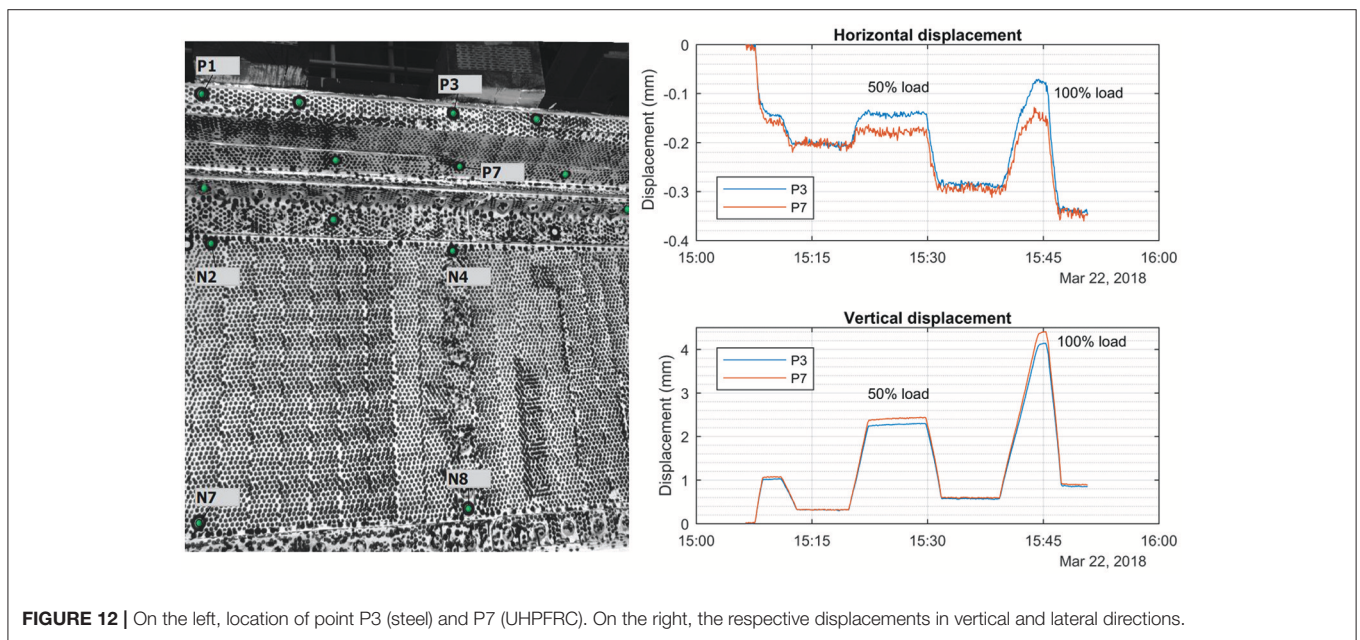 P1
P3
P7
N2
N4
N7
N8
Horizontal displacement
Displacement (mm)
0
-0.1
-0.2
-0.3
-0.4
50% load
100% load
P3
P7
15:00
15:15
15:30
15:45
16:00
Mar 22, 2018
Vertical displacement
Displacement (mm)
4
2
1
0
50% load
100% load
P3
P7
15:00
15:15
15:30
15:45
16:00
Mar 22, 2018
FIGURE 12 | On the left, location of point P3 (steel) and P7 (UHPFRC). On the right, the respective displacements in vertical and lateral directions.